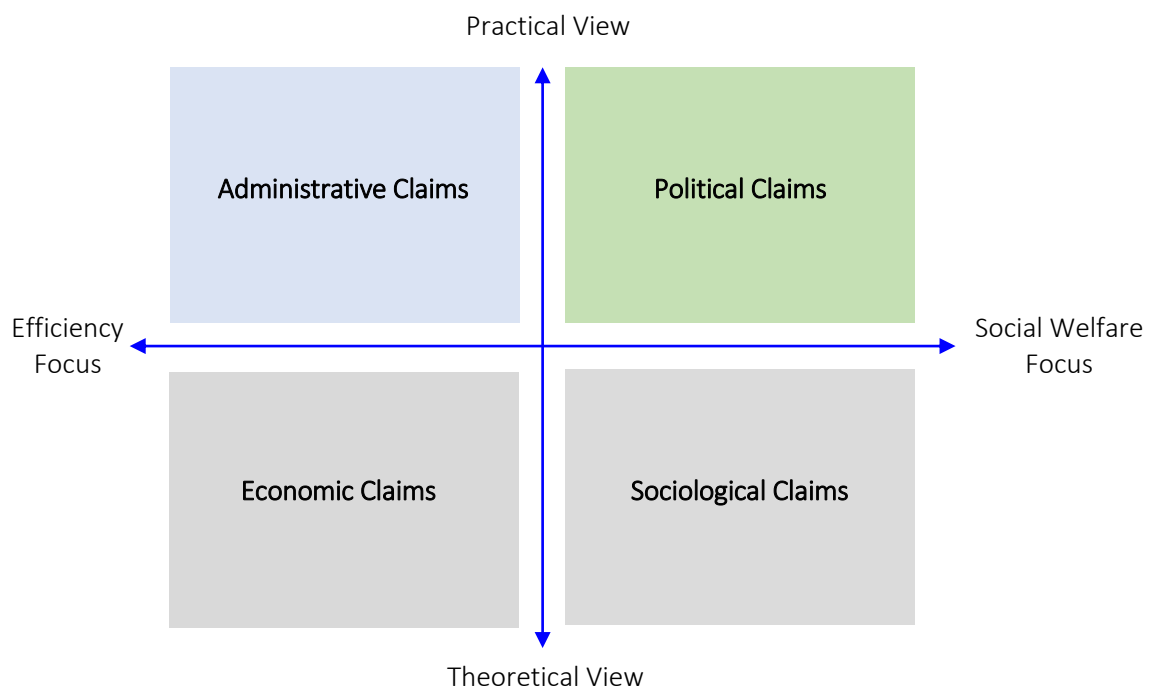 Practical View
Administrative Claims
Political Claims
Efficiency
Focus
Social Welfare
Focus
Economic Claims
Sociological Claims
Theoretical View